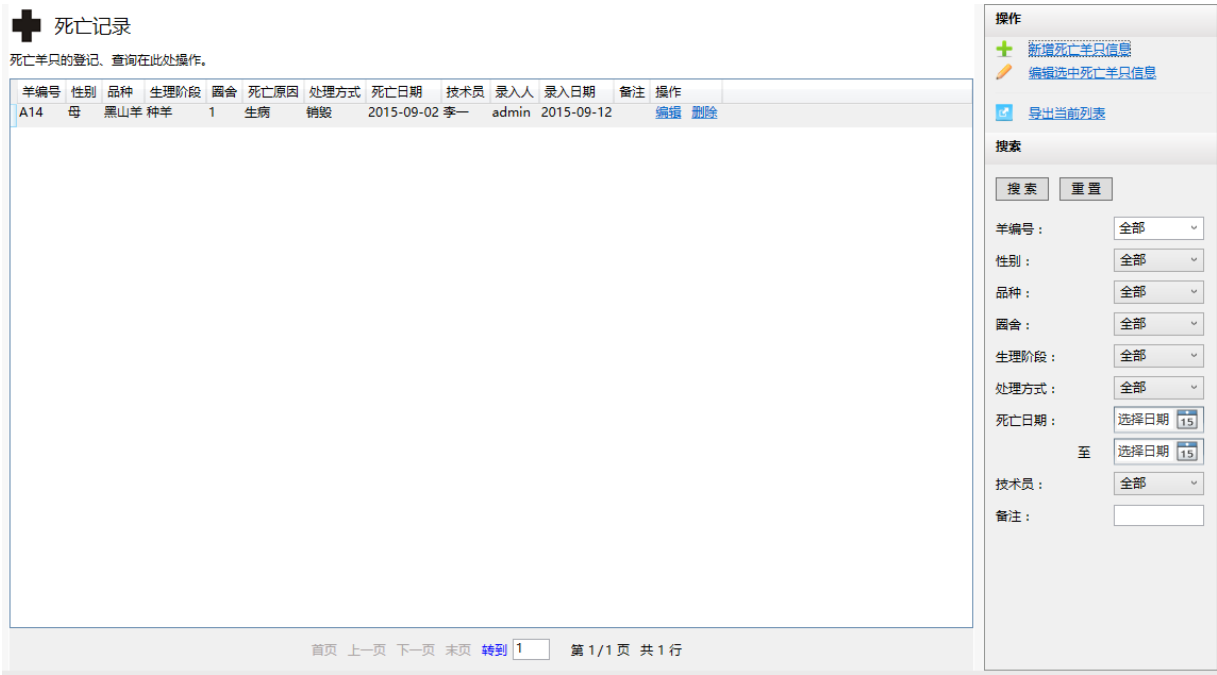 死亡记录
死亡羊只的登记、查询在此处操作。
羊编号 性别 品种 生理阶段 圈舍 死亡原因 处理方式 死亡日期 技术员 录入人 录入日期 备注 操作
A14 母 黑山羊 种羊 1 生病 销毁 2015-09-02 李一 admin 2015-09-12 编辑 删除
首页 上一页 下一页 末页 转到 1 第 1/1 页 共 1 行
操作
新增死亡羊只信息
编辑选中死亡羊只信息
导出当前列表
搜索
搜 索 重 置
羊编号： 全部
性别： 全部
品种： 全部
圈舍： 全部
生理阶段： 全部
处理方式： 全部
死亡日期： 选择日期 15
至 选择日期 15
技术员： 全部
备注：